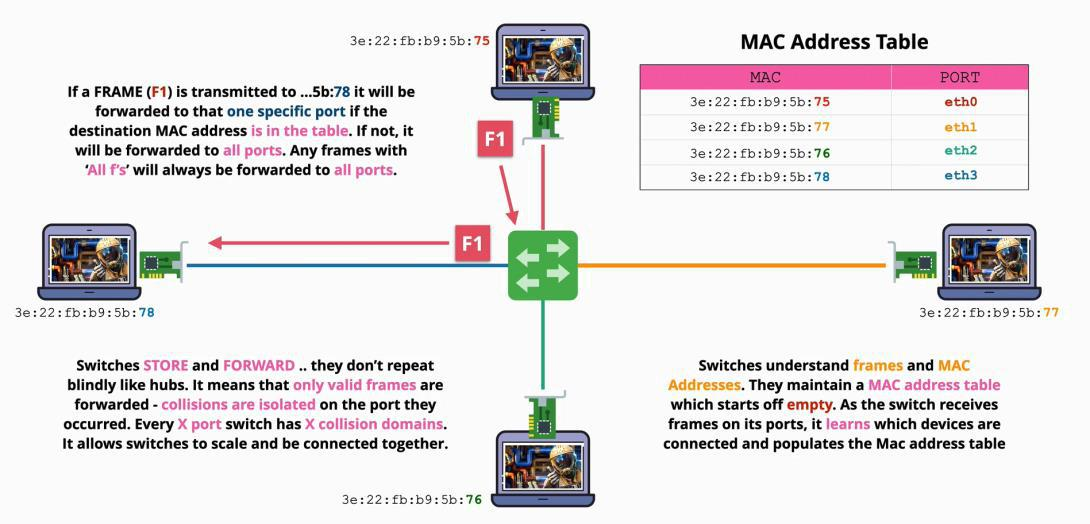 3e:22:fb:b9:5b:75
MAC Address Table
MAC PORT
3e:22:fb:b9:5b:75 eth0
3e:22:fb:b9:5b:77 eth1
3e:22:fb:b9:5b:76 eth2
3e:22:fb:b9:5b:78 eth3
If a FRAME (F1) is transmitted to ...5b:78 it will be
forwarded to that one specific port if the
destination MAC address is in the table. If not, it
will be forwarded to all ports. Any frames with
‘All f’s’ will always be forwarded to all ports.
F1
F1
3e:22:fb:b9:5b:78
3e:22:fb:b9:5b:77
Switches STORE and FORWARD .. they don’t repeat
blindly like hubs. It means that only valid frames are
forwarded - collisions are isolated on the port they
occurred. Every X port switch has X collision domains.
It allows switches to scale and be connected together.
Switches understand frames and MAC
Addresses. They maintain a MAC address table
which starts off empty. As the switch receives
frames on its ports, it learns which devices are
connected and populates the Mac address table
3e:22:fb:b9:5b:76